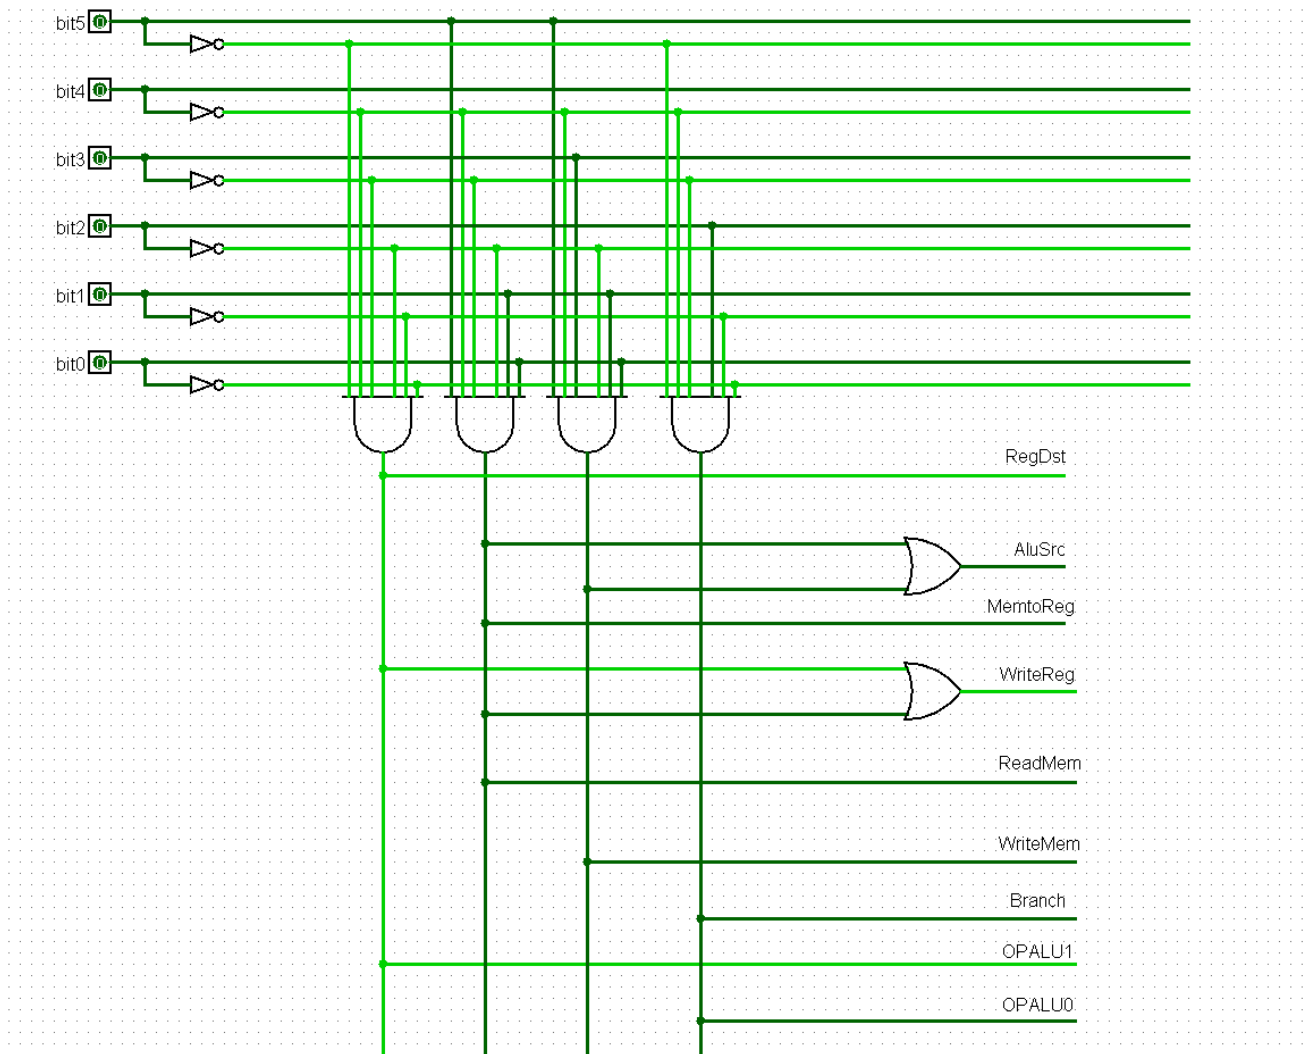 bit5
bit4
bit3
bit2
bit1
bit0
RegDst
AluSrc
MemtoReg
WriteReg
ReadMem
WriteMem
Branch
OPALU1
OPALU0